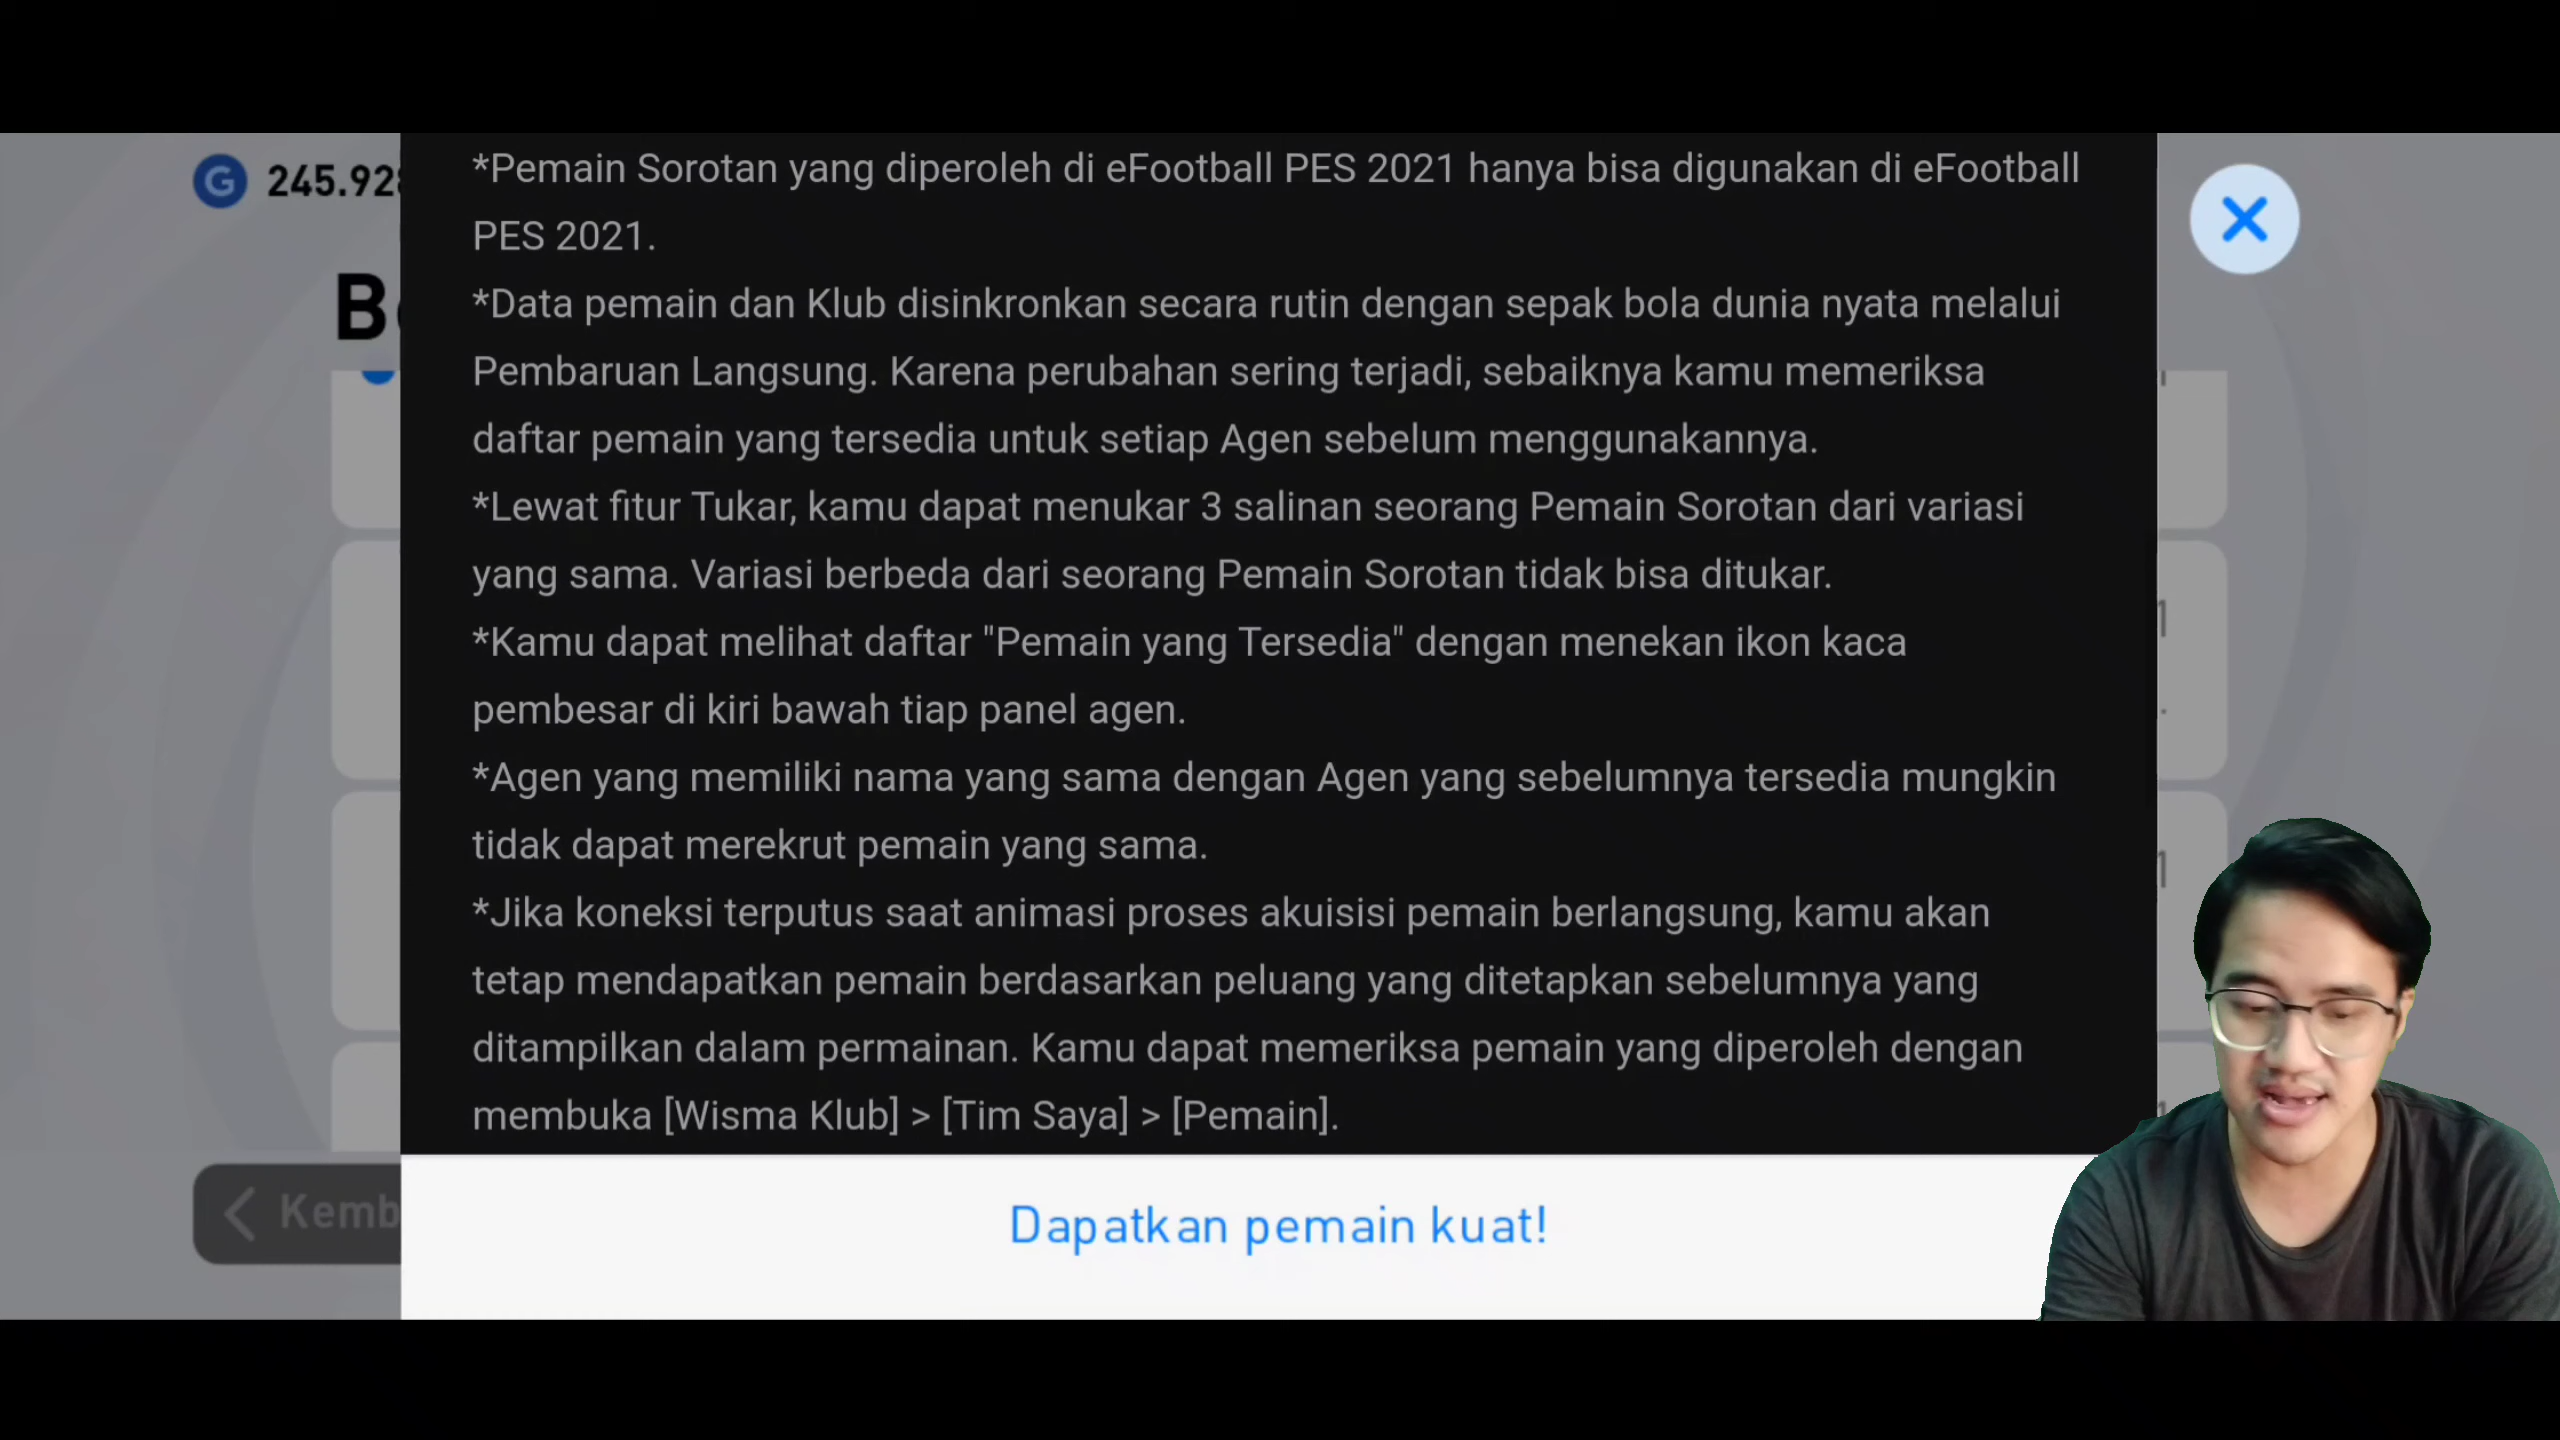 *Pemain Sorotan yang diperoleh di eFootball PES 2021 hanya bisa digunakan di eFootball
G 245.928
PES 2021.
*Data pemain dan Klub disinkronkan secara rutin dengan sepak bola dunia nyata melalui
Pembaruan Langsung. Karena perubahan sering terjadi, sebaiknya kamu memeriksa
daftar pemain yang tersedia untuk setiap Agen sebelum menggunakannya.
*Lewat fitur Tukar, kamu dapat menukar 3 salinan seorang Pemain Sorotan dari variasi
yang sama. Variasi berbeda dari seorang Pemain Sorotan tidak bisa ditukar.
*Kamu dapat melihat daftar "Pemain yang Tersedia" dengan menekan ikon kaca
pembesar di kiri bawah tiap panel agen.
*Agen yang memiliki nama yang sama dengan Agen yang sebelumnya tersedia mungkin
tidak dapat merekrut pemain yang sama.
*Jika koneksi terputus saat animasi proses akuisisi pemain berlangsung, kamu akan
tetap mendapatkan pemain berdasarkan peluang yang ditetapkan sebelumnya yang
ditampilkan dalam permainan. Kamu dapat memeriksa pemain yang diperoleh dengan
membuka [Wisma Klub] > [Tim Saya] > [Pemain].
Kemb
Dapatkan pemain kuat!